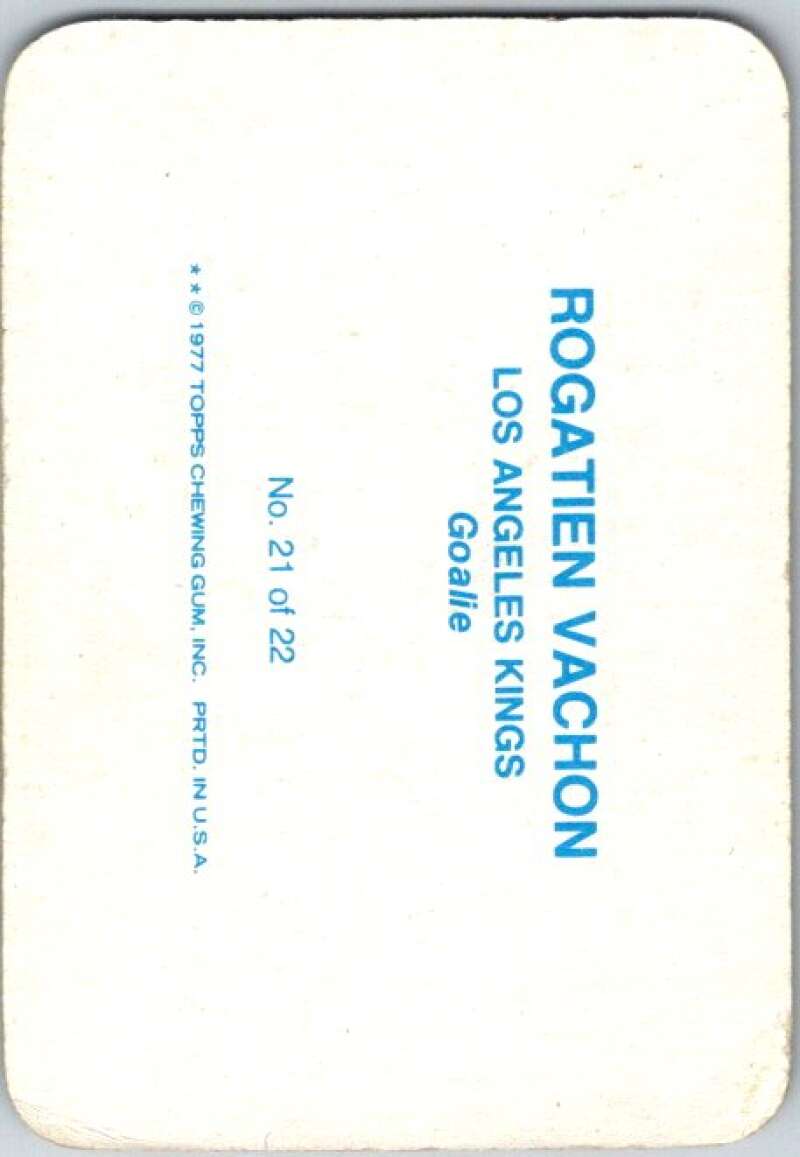 ROGATIEN VACHON
LOS ANGELES KINGS
Goalie
No. 21 of 22
* * © 1977 TOPPS CHEWING GUM, INC. PRTD. IN U.S.A.